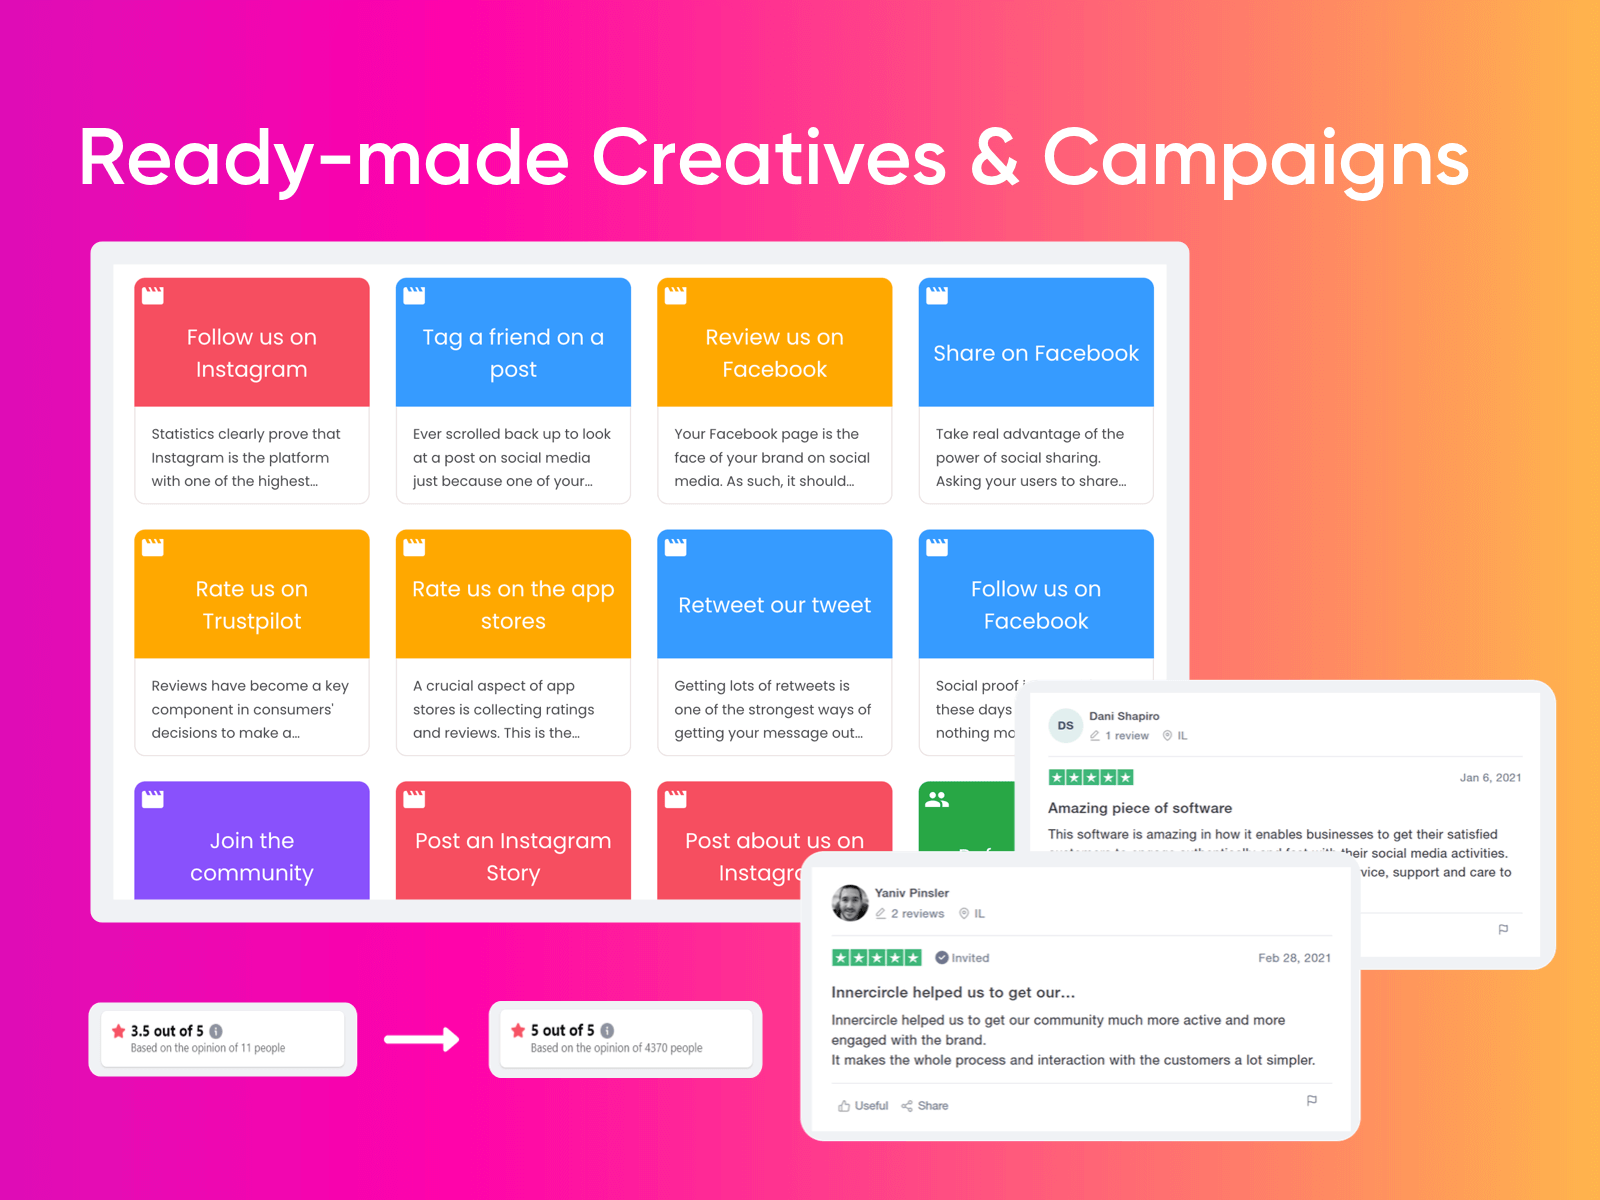 Ready-made Creatives & Campaigns
Follow us on
Instagram
Statistics clearly prove that
Instagram is the platform
with one of the highest...
Tag a friend on a
post
Ever scrolled back up to look
at a post on social media
just because one of your...
Review us on
Facebook
Your Facebook page is the
face of your brand on social
media. As such, it should...
Share on Facebook
Take real advantage of the
power of social sharing.
Asking your users to share...
Rate us on
Trustpilot
Reviews have become a key
component in consumers'
decisions to make a...
Rate us on the app
stores
A crucial aspect of app
stores is collecting ratings
and reviews. This is the...
Retweet our tweet
Getting lots of retweets is
one of the strongest ways of
getting your message out...
Follow us on
Facebook
Social proof
these days
nothing
Join the
community
Post an Instagram
Story
Post about us on
DS
Dani Shapiro
1 review IL
Jan 6, 2021
Amazing piece of software
This software is amazing in how it enables businesses to get their satisfied
customers to engage authentically and fast with their social media activities.
support and care to
Yaniv Pinsler
2 reviews IL
Invited
Feb 28, 2021
Innercircle helped us to get our...
Innercircle helped us to get our community much more active and more
engaged with the brand.
It makes the whole process and interaction with the customers a lot simpler.
Useful Share
3.5 out of 5
Based on the opinion of 11 people
5 out of 5
Based on the opinion of 4370 people